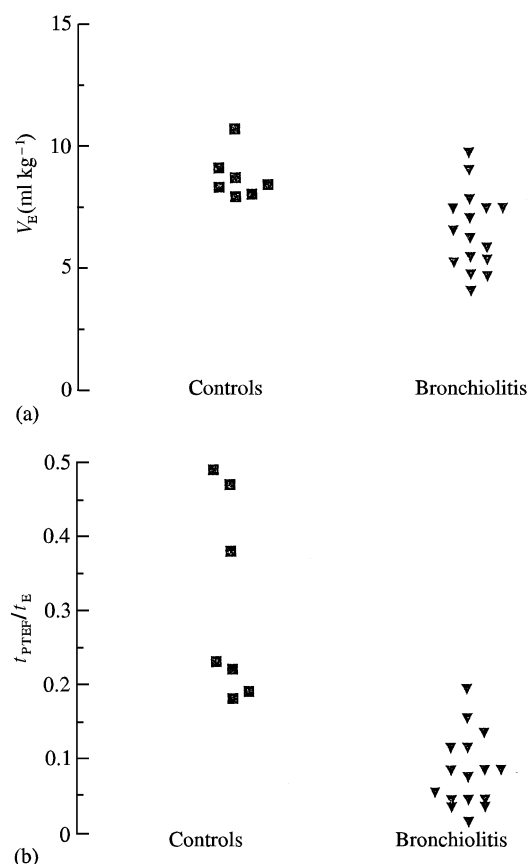 15
10
5
0
V_E(ml kg⁻¹)
Controls Bronchiolitis
(a)
0.5
0.4
0.3
0.2
0.1
0
t_PTEF/t_E
Controls Bronchiolitis
(b)